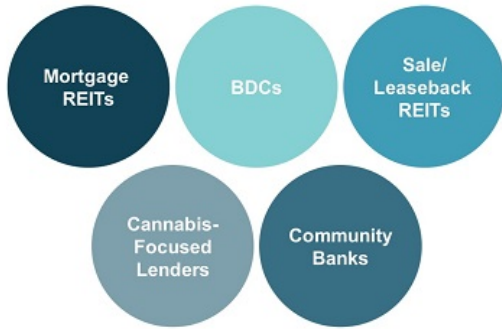 Mortgage
REITs
BDCs
Sale/
Leaseback
REITs
Cannabis-
Focused
Lenders
Community
Banks